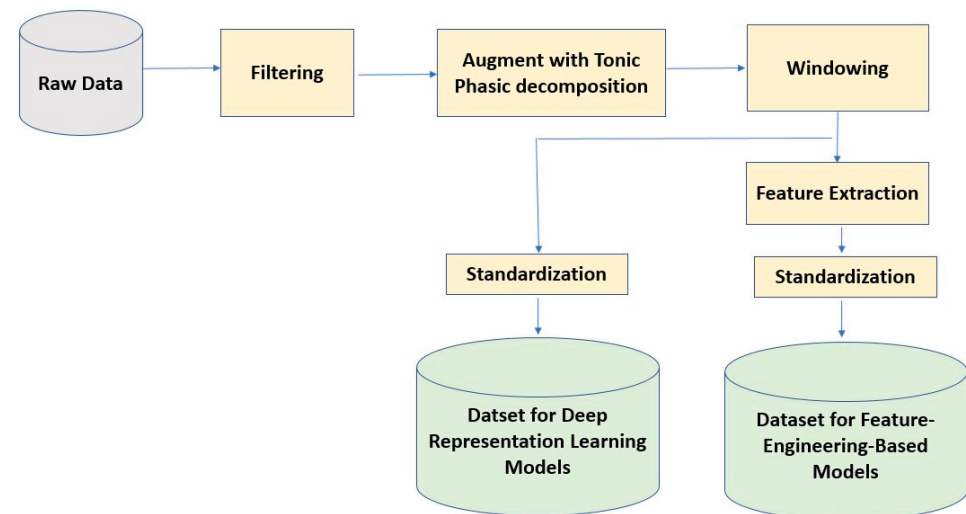 Raw Data
Filtering
Augment with Tonic
Phasic decomposition
Windowing
Feature Extraction
Standardization
Standardization
Datset for Deep
Representation Learning
Models
Dataset for Feature-
Engineering-Based
Models